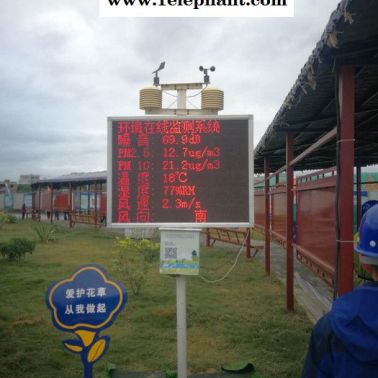 www.relephant.com
环境在线监测系统
噪 音: 69.9dB
PM2.5: 12.7ug/m3
PM 10: 21.2ug/m3
温 度: 18℃
湿 度: 77%RH
风 速: 2.3m/s
风 向: 南
爱护花草
从我做起